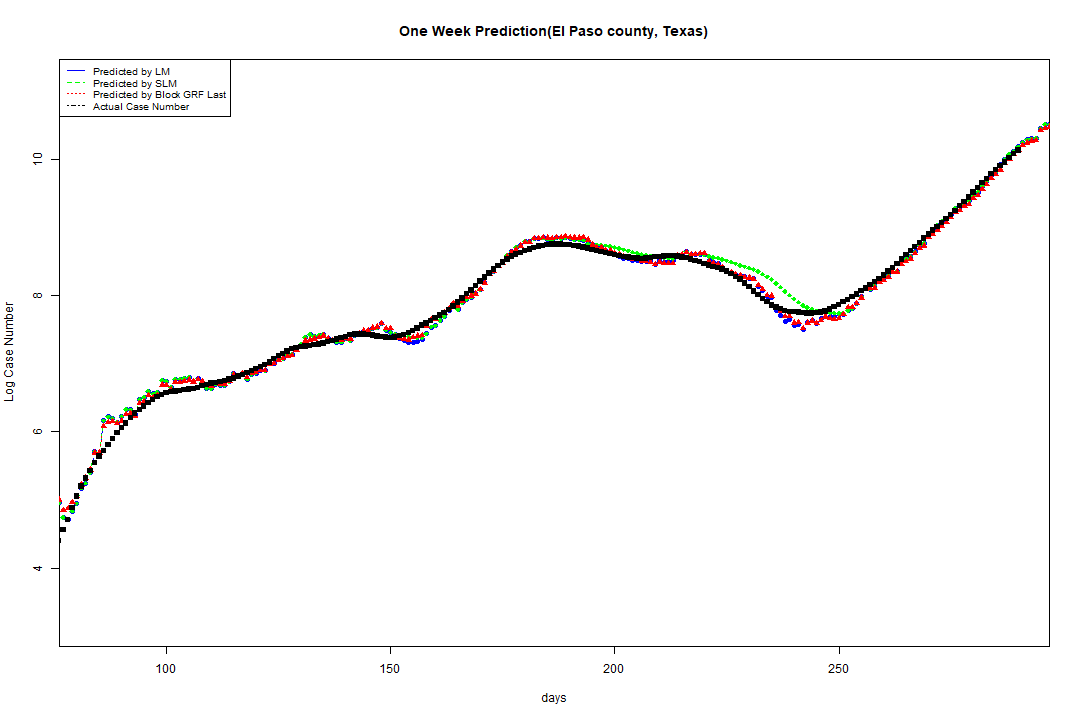 One Week Prediction(El Paso county, Texas)
Predicted by LM
Predicted by SLM
Predicted by Block GRF Last
Actual Case Number
Log Case Number
10
8
6
4
100
150
200
250
days